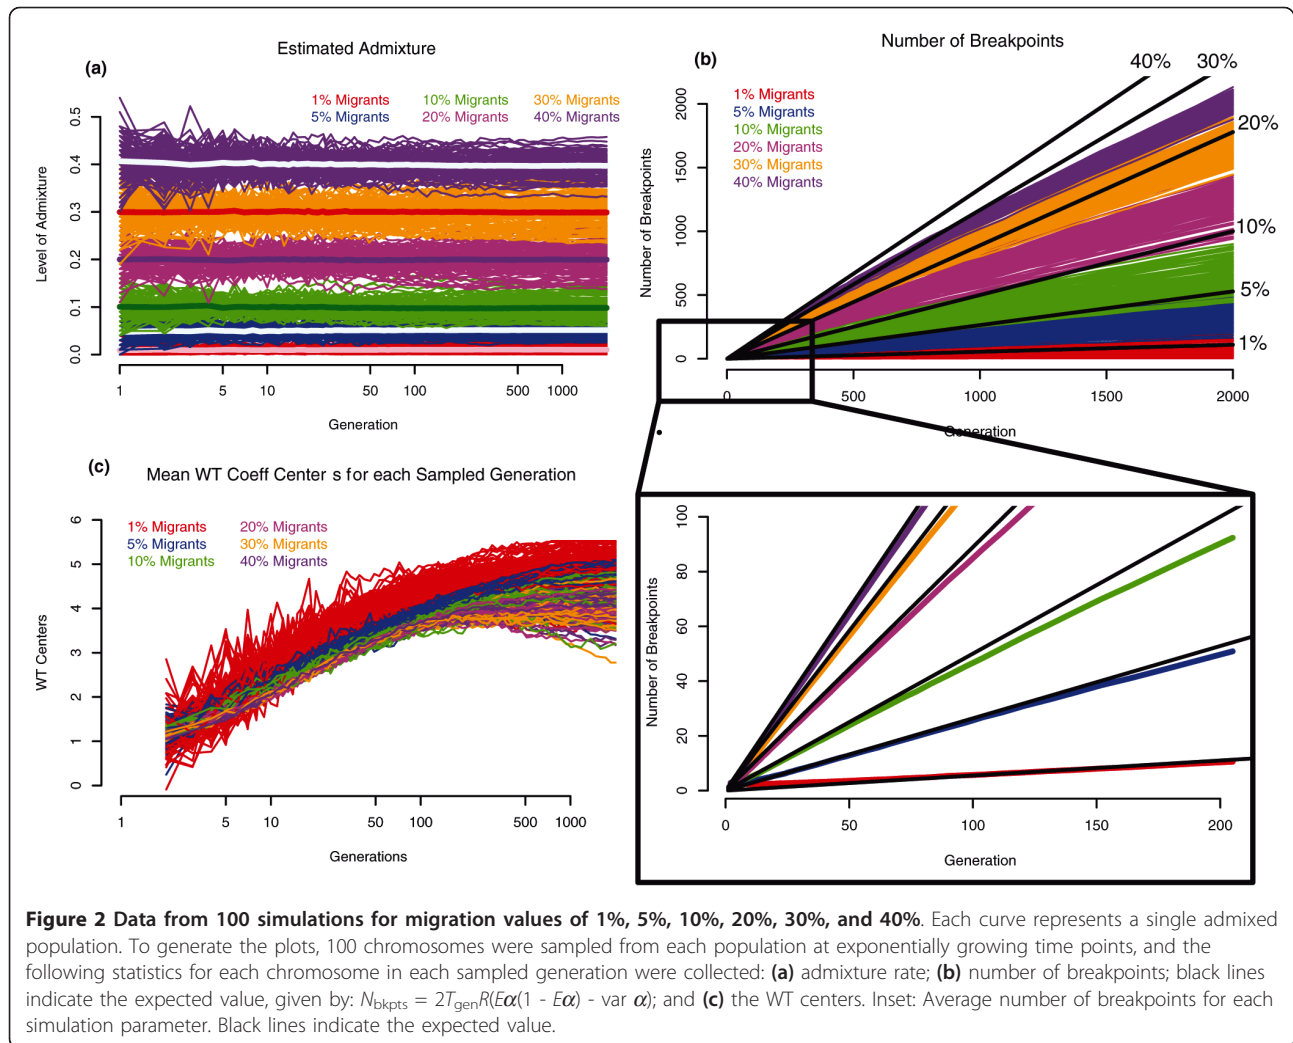 Estimated Admixture
(a)
1% Migrants 10% Migrants 30% Migrants
5% Migrants 20% Migrants 40% Migrants
Level of Admixture
0.5
0.4
0.3
0.2
0.1
0.0
1 5 10 50 100 500 1000
Generation
Number of Breakpoints
(b)
40% 30%
1% Migrants
5% Migrants
10% Migrants
20% Migrants
30% Migrants
40% Migrants
20%
10%
5%
1%
Number of Breakpoints
2000
1500
1000
500
0
0 500 1000 1500 2000
Generation
(c)
Mean WT Coeff Center s for each Sampled Generation
1% Migrants 20% Migrants
5% Migrants 30% Migrants
10% Migrants 40% Migrants
WT Centers
6
5
4
3
2
1
0
1 5 10 50 100 500 1000
Generations
Number of Breakpoints
100
80
60
40
20
0
0 50 100 150 200
Generation
Figure 2 Data from 100 simulations for migration values of 1%, 5%, 10%, 20%, 30%, and 40%. Each curve represents a single admixed
population. To generate the plots, 100 chromosomes were sampled from each population at exponentially growing time points, and the
following statistics for each chromosome in each sampled generation were collected: (a) admixture rate; (b) number of breakpoints; black lines
indicate the expected value, given by: Nbkpts = 2TgenR(Eα(1 - Eα) - var α); and (c) the WT centers. Inset: Average number of breakpoints for each
simulation parameter. Black lines indicate the expected value.